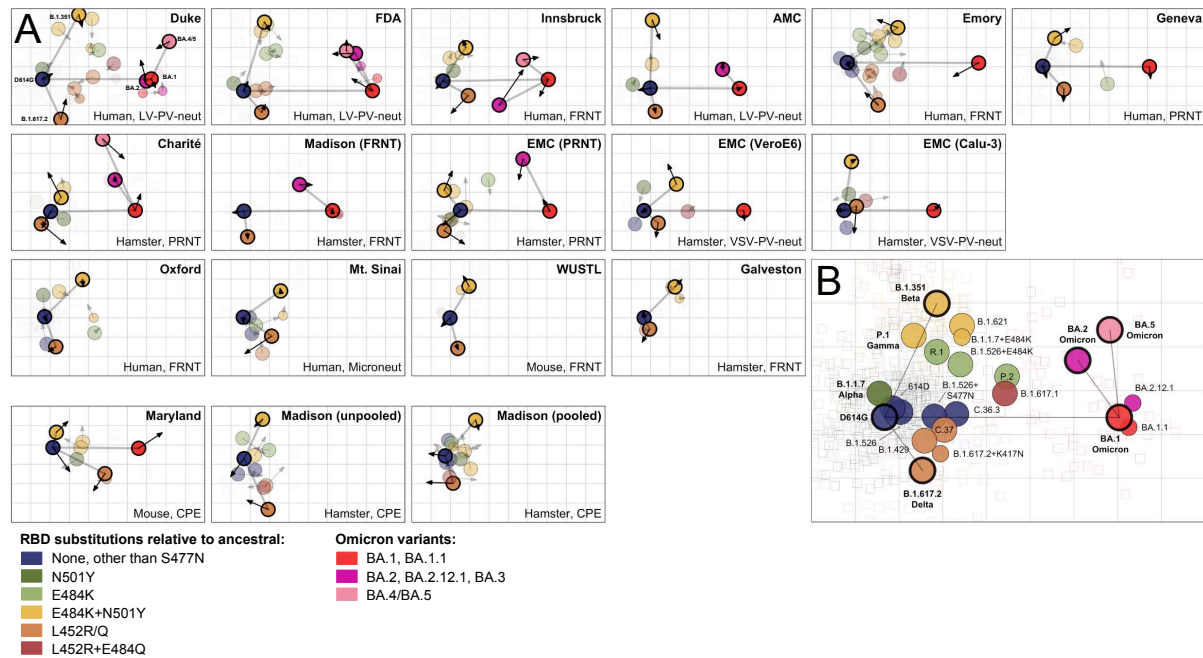 A
Duke
B.1.351
BA.4/5
D614G
BA.1
BA.2
B.1.617.2
Human, LV-PV-neut
FDA
Human, LV-PV-neut
Innsbruck
Human, FRNT
AMC
Human, LV-PV-neut
Emory
Human, FRNT
Geneva
Human, PRNT
Charité
Hamster, PRNT
Madison (FRNT)
Hamster, FRNT
EMC (PRNT)
Hamster, PRNT
EMC (VeroE6)
Hamster, VSV-PV-neut
EMC (Calu-3)
Hamster, VSV-PV-neut
Oxford
Human, FRNT
Mt. Sinai
Human, Microneut
WUSTL
Mouse, FRNT
Galveston
Hamster, FRNT
Maryland
Mouse, CPE
Madison (unpooled)
Hamster, CPE
Madison (pooled)
Hamster, CPE
B
B.1.351
Beta
B.1.621
P.1
Gamma
B.1.1.7+E484K
R.1
B.1.526+E484K
BA.2
Omicron
BA.5
Omicron
B.1.1.7
Alpha
614D
B.1.526+
S477N
P.2
B.1.617.1
BA.2.12.1
D614G
C.36.3
C.37
B.1.526
B.1.429
B.1.617.2+K417N
BA.1.1
BA.1
Omicron
B.1.617.2
Delta
RBD substitutions relative to ancestral:
None, other than S477N
N501Y
E484K
E484K+N501Y
L452R/Q
L452R+E484Q
Omicron variants:
BA.1, BA.1.1
BA.2, BA.2.12.1, BA.3
BA.4/BA.5